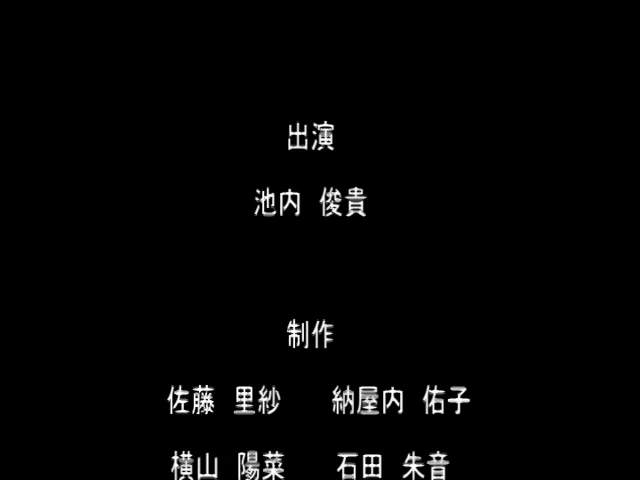 出演
池内 俊貴
制作
佐藤 里紗 納屋内 佑子
横山 陽菜 石田 朱音